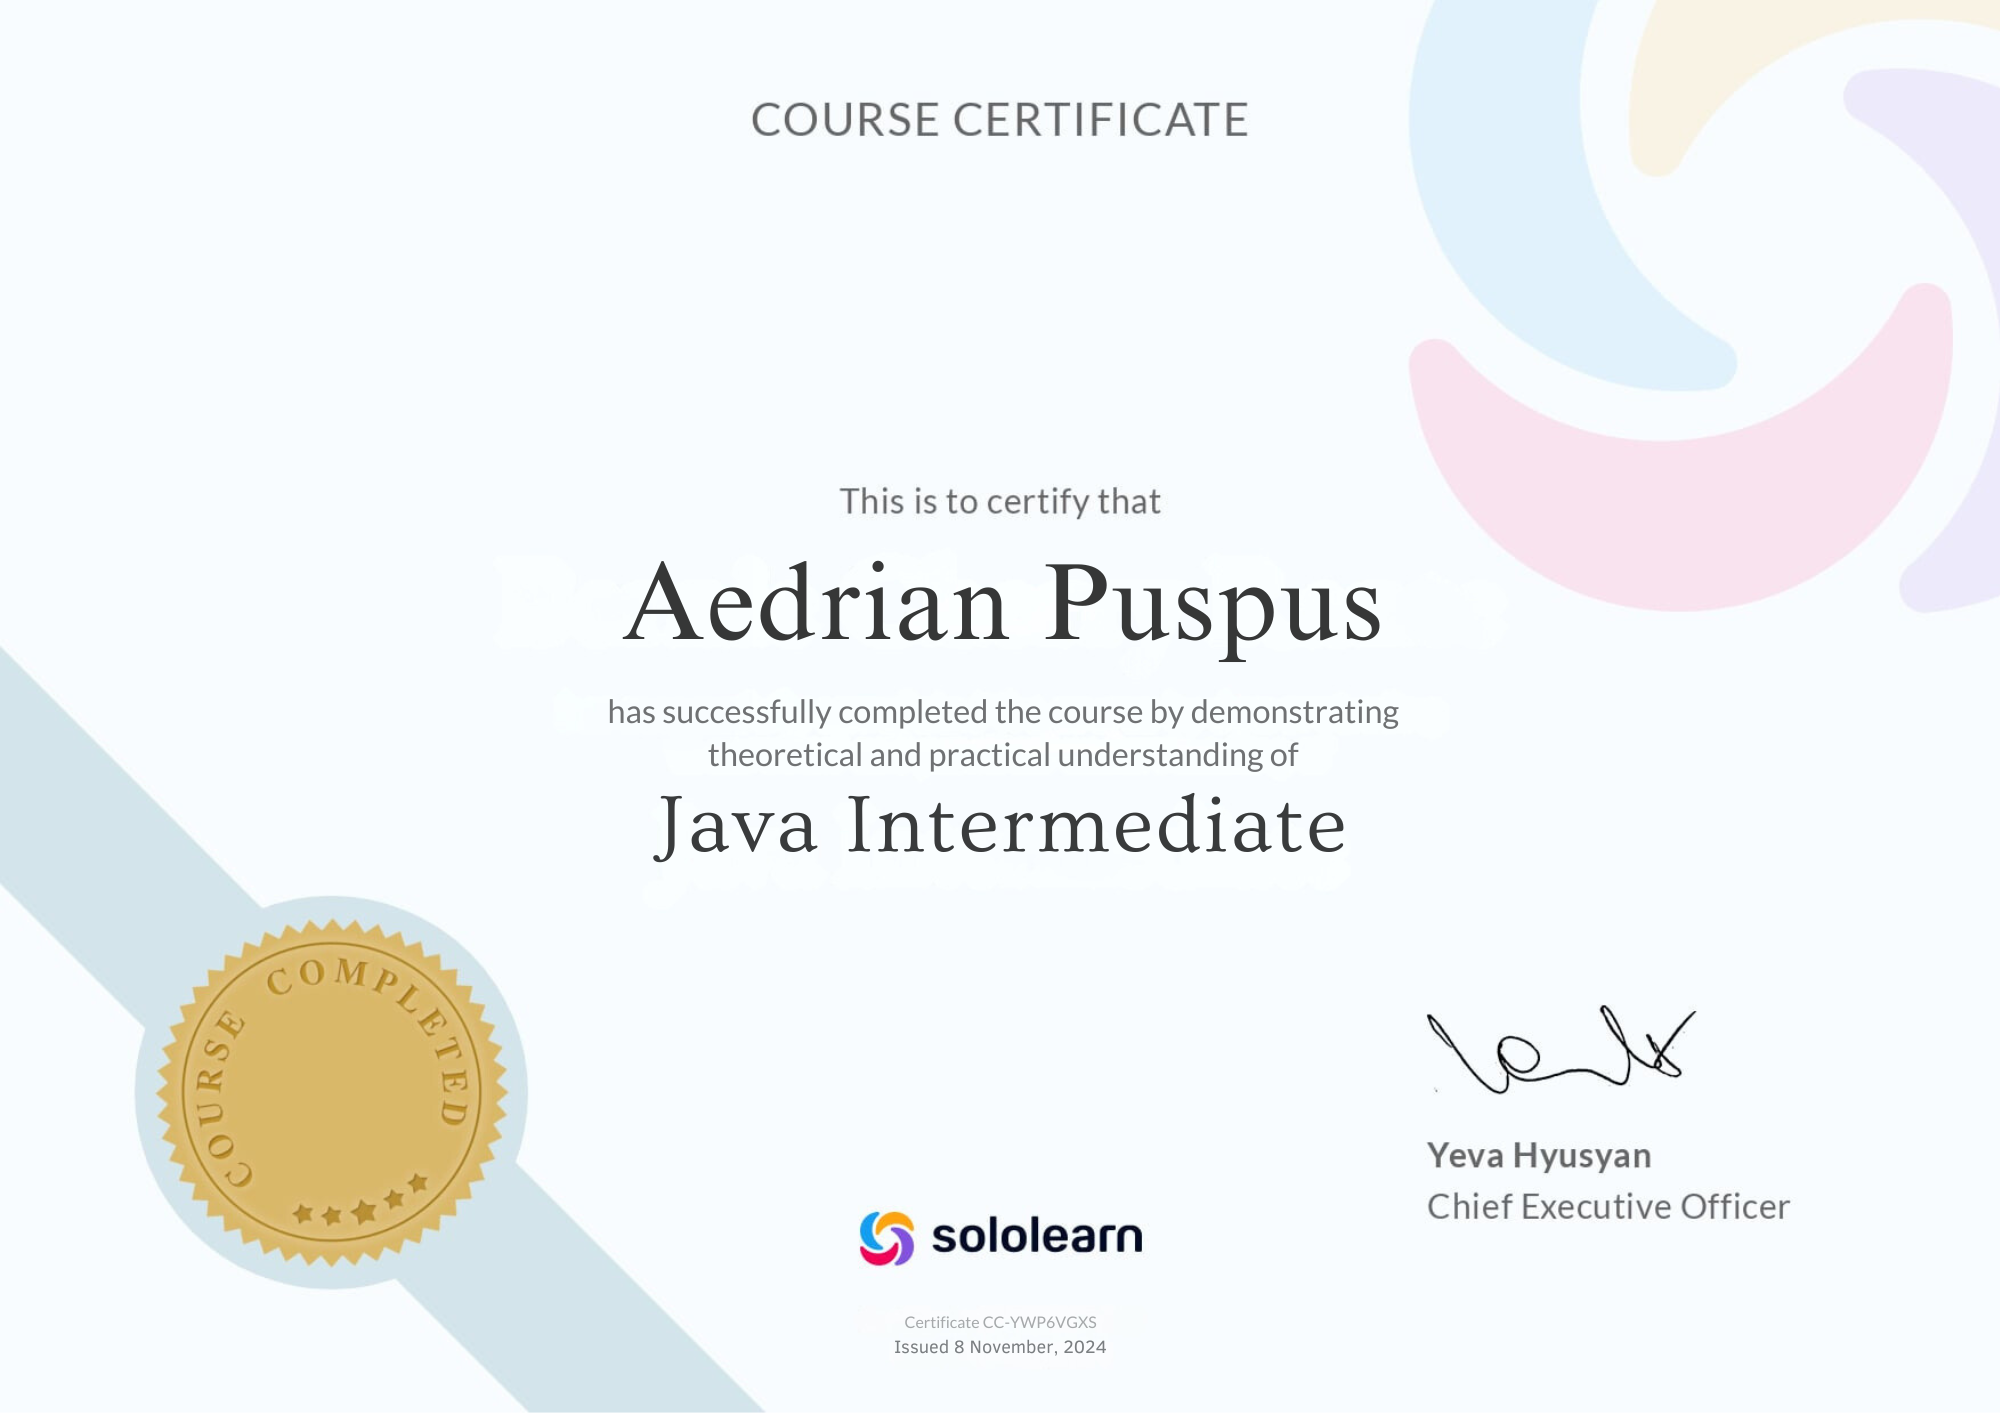 COURSE CERTIFICATE
This is to certify that
Aedrian Puspus
has successfully completed the course by demonstrating
theoretical and practical understanding of
Java Intermediate
COURSE COMPLETED
Yeva Hyusyan
Chief Executive Officer
sololearn
Certificate CC-YWP6VGXS
Issued 8 November, 2024